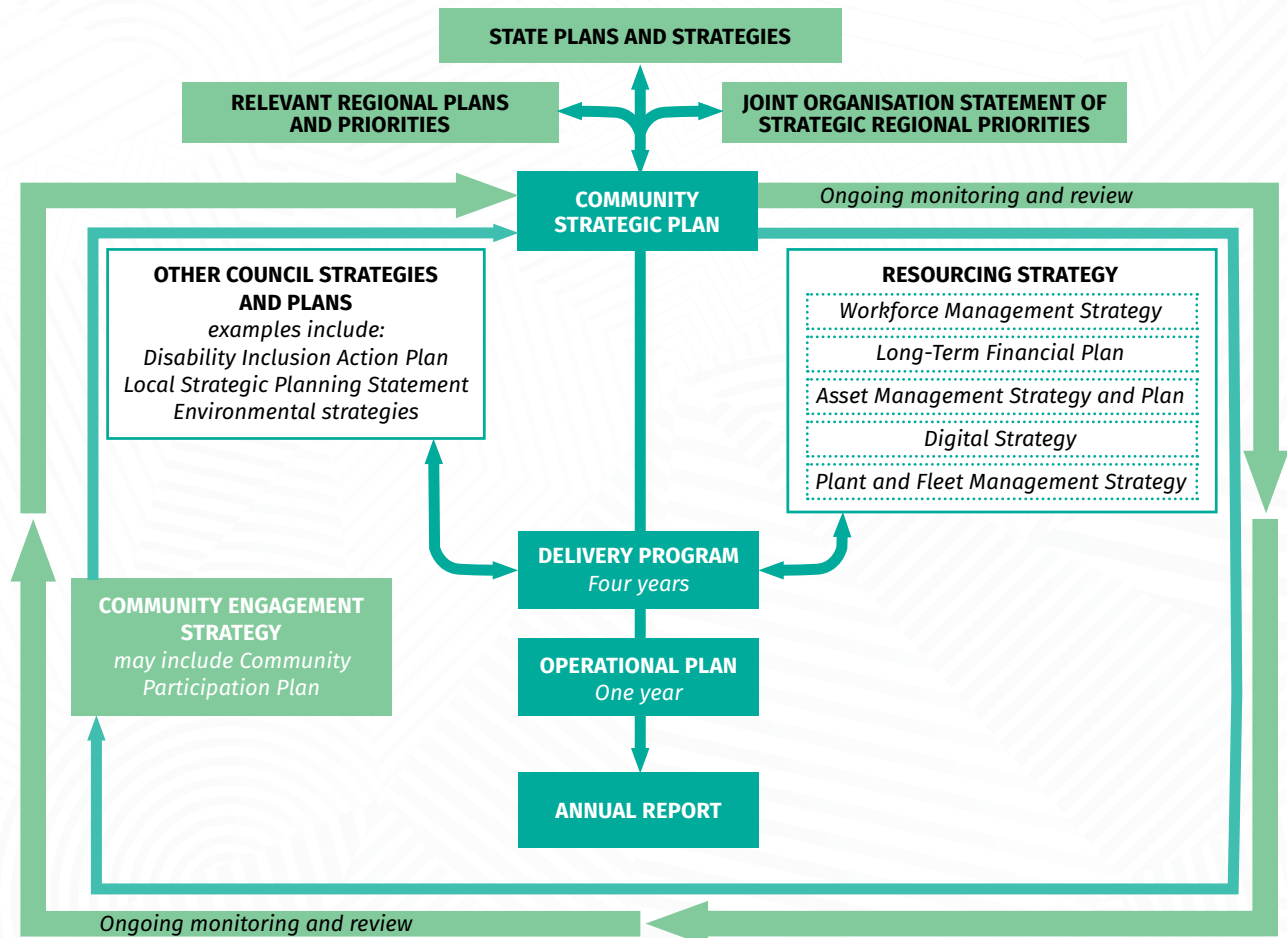 STATE PLANS AND STRATEGIES
RELEVANT REGIONAL PLANS
AND PRIORITIES
JOINT ORGANISATION STATEMENT OF
STRATEGIC REGIONAL PRIORITIES
COMMUNITY
STRATEGIC PLAN
Ongoing monitoring and review
OTHER COUNCIL STRATEGIES
AND PLANS
examples include:
Disability Inclusion Action Plan
Local Strategic Planning Statement
Environmental strategies
RESOURCING STRATEGY
Workforce Management Strategy
Long-Term Financial Plan
Asset Management Strategy and Plan
Digital Strategy
Plant and Fleet Management Strategy
DELIVERY PROGRAM
Four years
COMMUNITY ENGAGEMENT
STRATEGY
may include Community
Participation Plan
OPERATIONAL PLAN
One year
ANNUAL REPORT
Ongoing monitoring and review